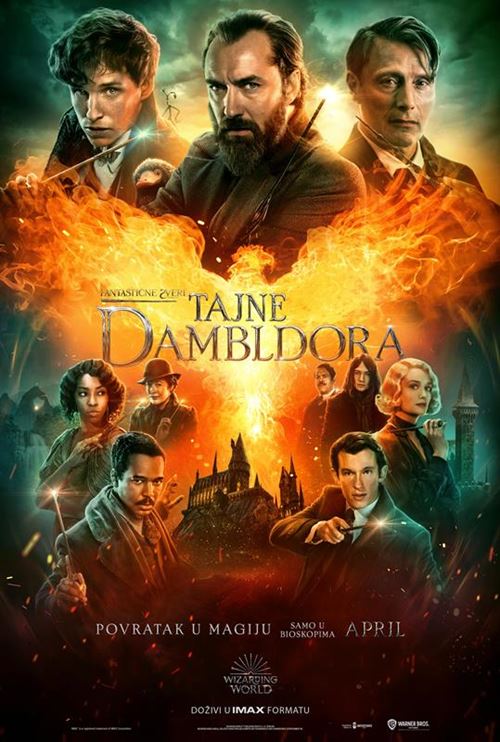 FANTASTIČNE ZVERI
TAJNE
DAMBLDORA
POVRATAK U MAGIJU
SAMO U
BIOSKOPIMA
APRIL
WIZARDING
WORLD
DOŽIVI U IMAX FORMATU
WARNER BROS.